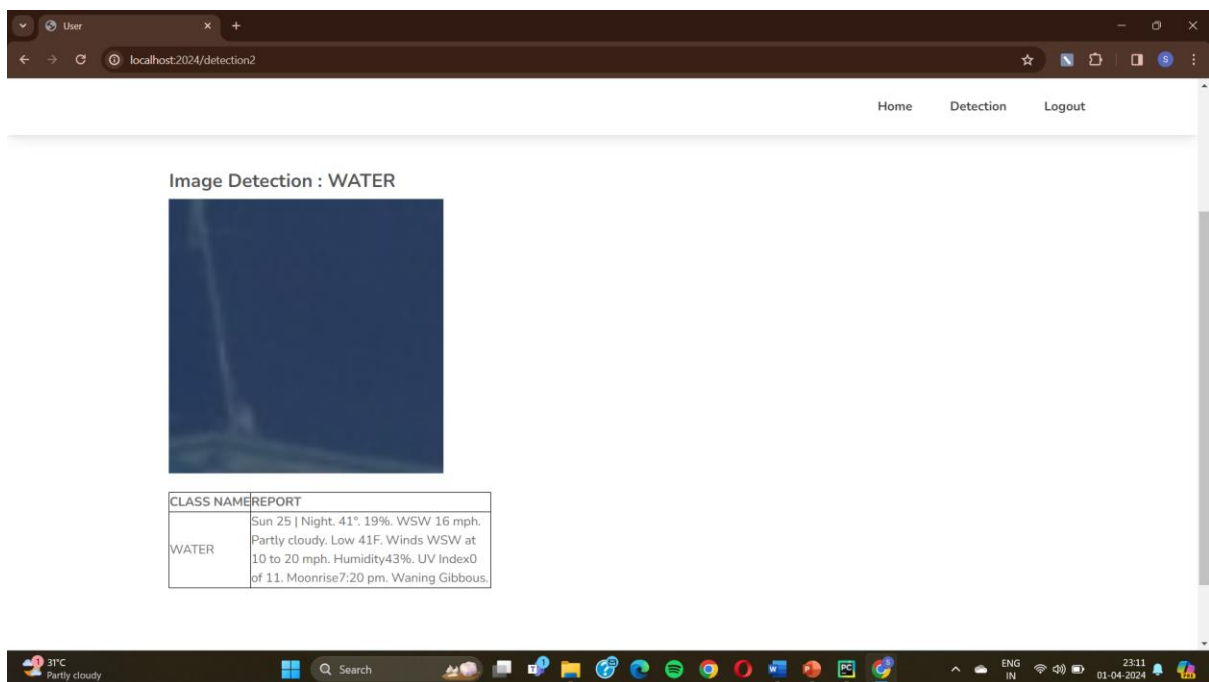 User
localhost:2024/detection2
S
Home Detection Logout
Image Detection : WATER
CLASS NAME REPORT
WATER
Sun 25 | Night. 41°. 19%. WSW 16 mph.
Partly cloudy. Low 41F. Winds WSW at
10 to 20 mph. Humidity43%. UV Index0
of 11. Moonrise7:20 pm. Waning Gibbous.
1
31°C
Partly cloudy
Search
ENG
IN
23:11
01-04-2024